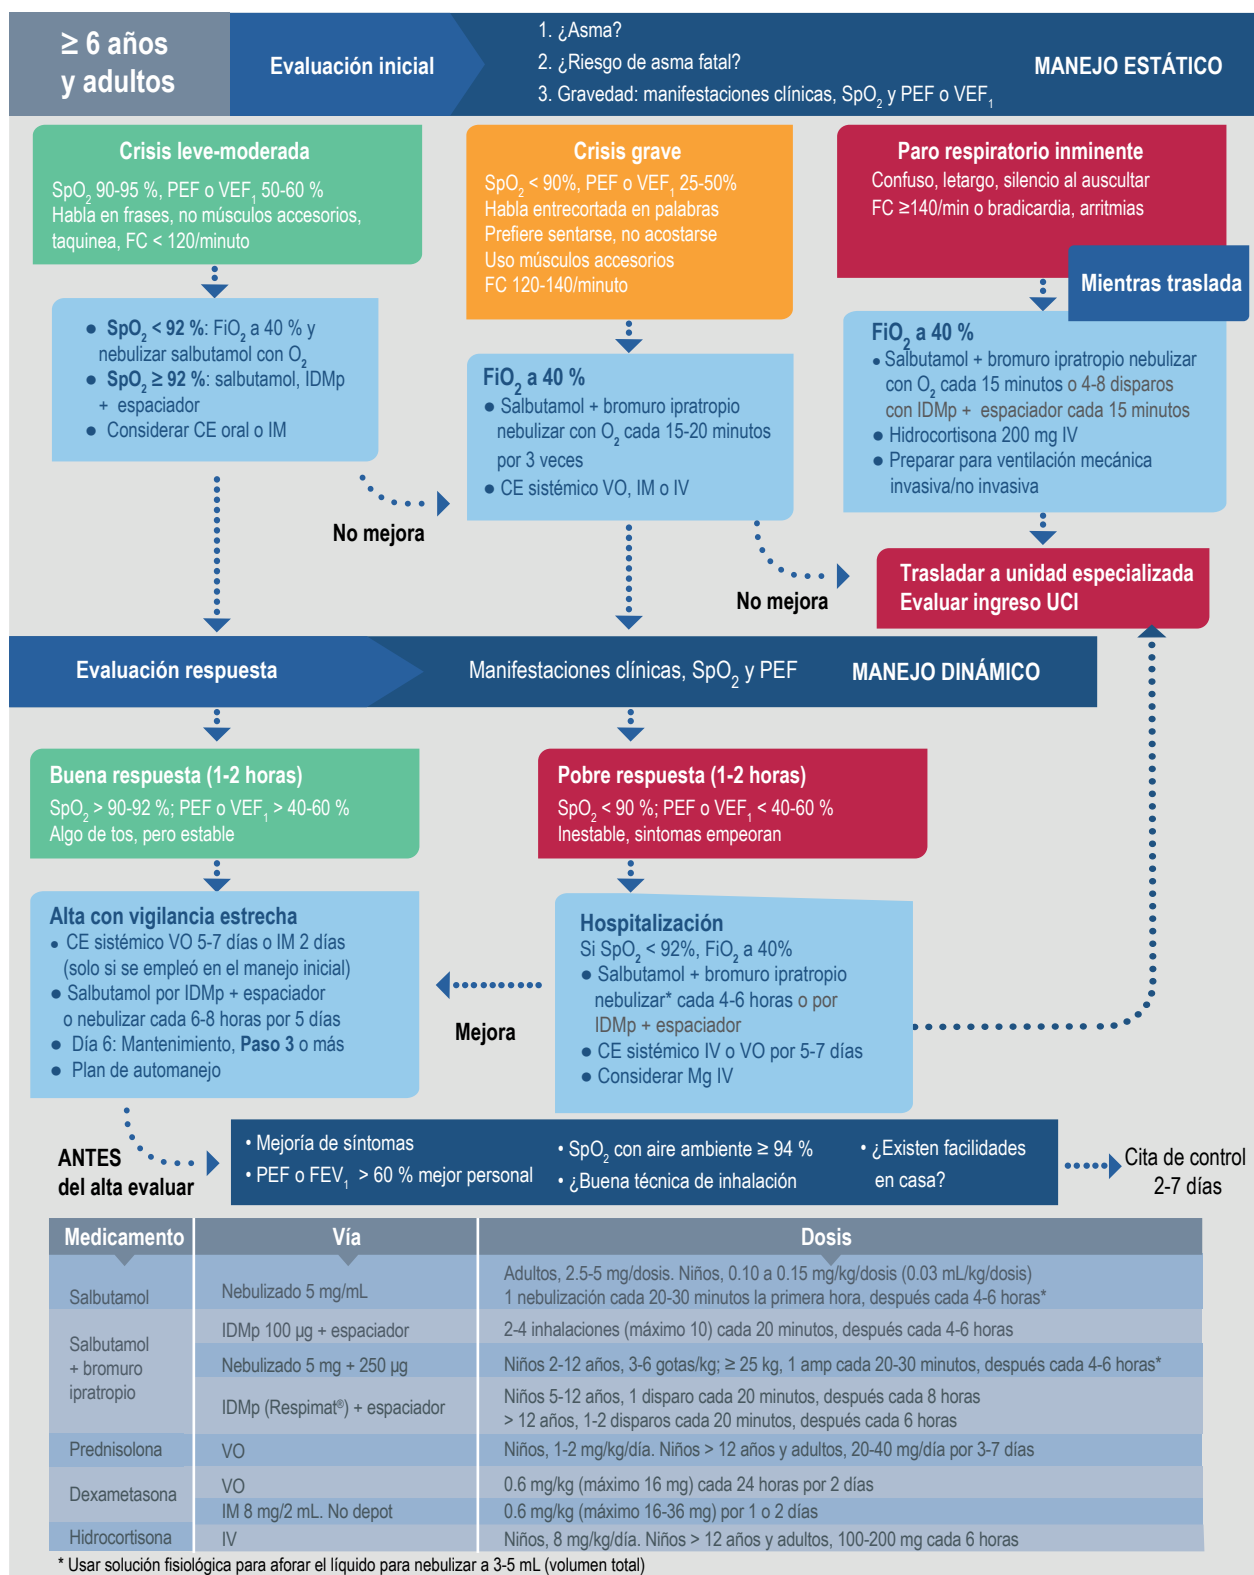 ≥ 6 años
y adultos
Evaluación inicial
1. ¿Asma?
2. ¿Riesgo de asma fatal?
3. Gravedad: manifestaciones clínicas, SpO₂ y PEF o VEF₁
MANEJO ESTÁTICO
Crisis leve-moderada
SpO₂ 90-95 %, PEF o VEF₁ 50-60 %
Habla en frases, no músculos accesorios,
taquinea, FC < 120/minuto
Crisis grave
SpO₂ < 90%, PEF o VEF₁ 25-50%
Habla entrecortada en palabras
Prefiere sentarse, no acostarse
Uso músculos accesorios
FC 120-140/minuto
Paro respiratorio inminente
Confuso, letargo, silencio al auscultar
FC ≥140/min o bradicardia, arritmias
Mientras traslada
● SpO₂ < 92 %: FiO₂ a 40 % y
nebulizar salbutamol con O₂
● SpO₂ ≥ 92 %: salbutamol, IDMp
+ espaciador
● Considerar CE oral o IM
FiO₂ a 40 %
● Salbutamol + bromuro ipratropio
nebulizar con O₂ cada 15-20 minutos
por 3 veces
● CE sistémico VO, IM o IV
FiO₂ a 40 %
● Salbutamol + bromuro ipratropio nebulizar
con O₂ cada 15 minutos o 4-8 disparos
con IDMp + espaciador cada 15 minutos
● Hidrocortisona 200 mg IV
● Preparar para ventilación mecánica
invasiva/no invasiva
No mejora
No mejora
Trasladar a unidad especializada
Evaluar ingreso UCI
Evaluación respuesta
Manifestaciones clínicas, SpO₂ y PEF
MANEJO DINÁMICO
Buena respuesta (1-2 horas)
SpO₂ > 90-92 %; PEF o VEF₁ > 40-60 %
Algo de tos, pero estable
Pobre respuesta (1-2 horas)
SpO₂ < 90 %; PEF o VEF₁ < 40-60 %
Inestable, sintomas empeoran
Alta con vigilancia estrecha
● CE sistémico VO 5-7 días o IM 2 días
(solo si se empleó en el manejo inicial)
● Salbutamol por IDMp + espaciador
o nebulizar cada 6-8 horas por 5 días
● Día 6: Mantenimiento, Paso 3 o más
● Plan de automanejo
Mejora
Hospitalización
Si SpO₂ < 92%, FiO₂ a 40%
● Salbutamol + bromuro ipratropio
nebulizar* cada 4-6 horas o por
IDMp + espaciador
● CE sistémico IV o VO por 5-7 días
● Considerar Mg IV
ANTES
del alta evaluar
• Mejoría de síntomas
• PEF o FEV₁ > 60 % mejor personal
• SpO₂ con aire ambiente ≥ 94 %
• ¿Buena técnica de inhalación
• ¿Existen facilidades
en casa?
Cita de control
2-7 días
Medicamento Vía Dosis
Salbutamol
Nebulizado 5 mg/mL
Adultos, 2.5-5 mg/dosis. Niños, 0.10 a 0.15 mg/kg/dosis (0.03 mL/kg/dosis)
1 nebulización cada 20-30 minutos la primera hora, después cada 4-6 horas*
Salbutamol
+ bromuro
ipratropio
IDMp 100 µg + espaciador
2-4 inhalaciones (máximo 10) cada 20 minutos, después cada 4-6 horas
Nebulizado 5 mg + 250 µg
Niños 2-12 años, 3-6 gotas/kg; ≥ 25 kg, 1 amp cada 20-30 minutos, después cada 4-6 horas*
IDMp (Respimat®) + espaciador
Niños 5-12 años, 1 disparo cada 20 minutos, después cada 8 horas
> 12 años, 1-2 disparos cada 20 minutos, después cada 6 horas
Prednisolona VO Niños, 1-2 mg/kg/día. Niños > 12 años y adultos, 20-40 mg/día por 3-7 días
Dexametasona
VO 0.6 mg/kg (máximo 16 mg) cada 24 horas por 2 días
IM 8 mg/2 mL. No depot 0.6 mg/kg (máximo 16-36 mg) por 1 o 2 días
Hidrocortisona IV Niños, 8 mg/kg/día. Niños > 12 años y adultos, 100-200 mg cada 6 horas
* Usar solución fisiológica para aforar el líquido para nebulizar a 3-5 mL (volumen total)